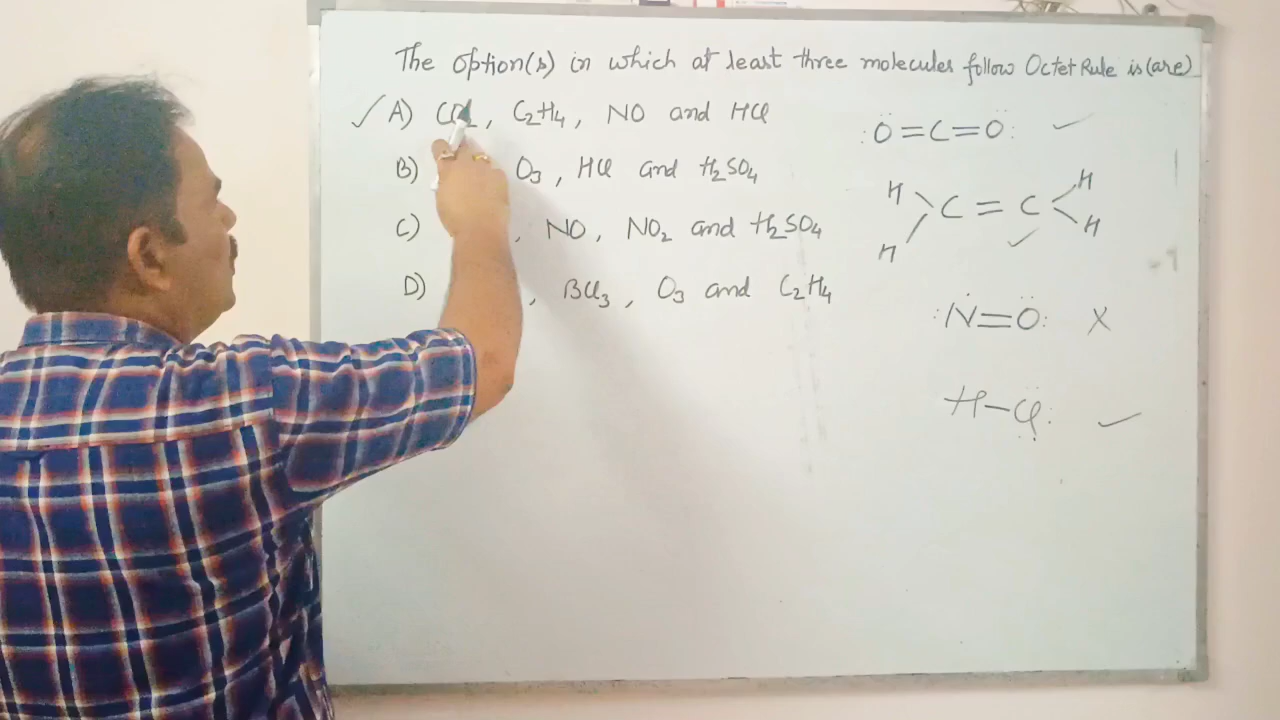 The option(s) in which at least three molecules follow Octet Rule is (are)
✓ A) , C₂H₄, NO and HCl
B) O₃, HCl and H₂SO₄
C) , NO, NO₂ and H₂SO₄
D) , BCl₃, O₃ and C₂H₄
:Ö=C=Ö: ✓
H H
C = C
H H
✓
:Ṅ=Ö: X
H-Cl: ✓